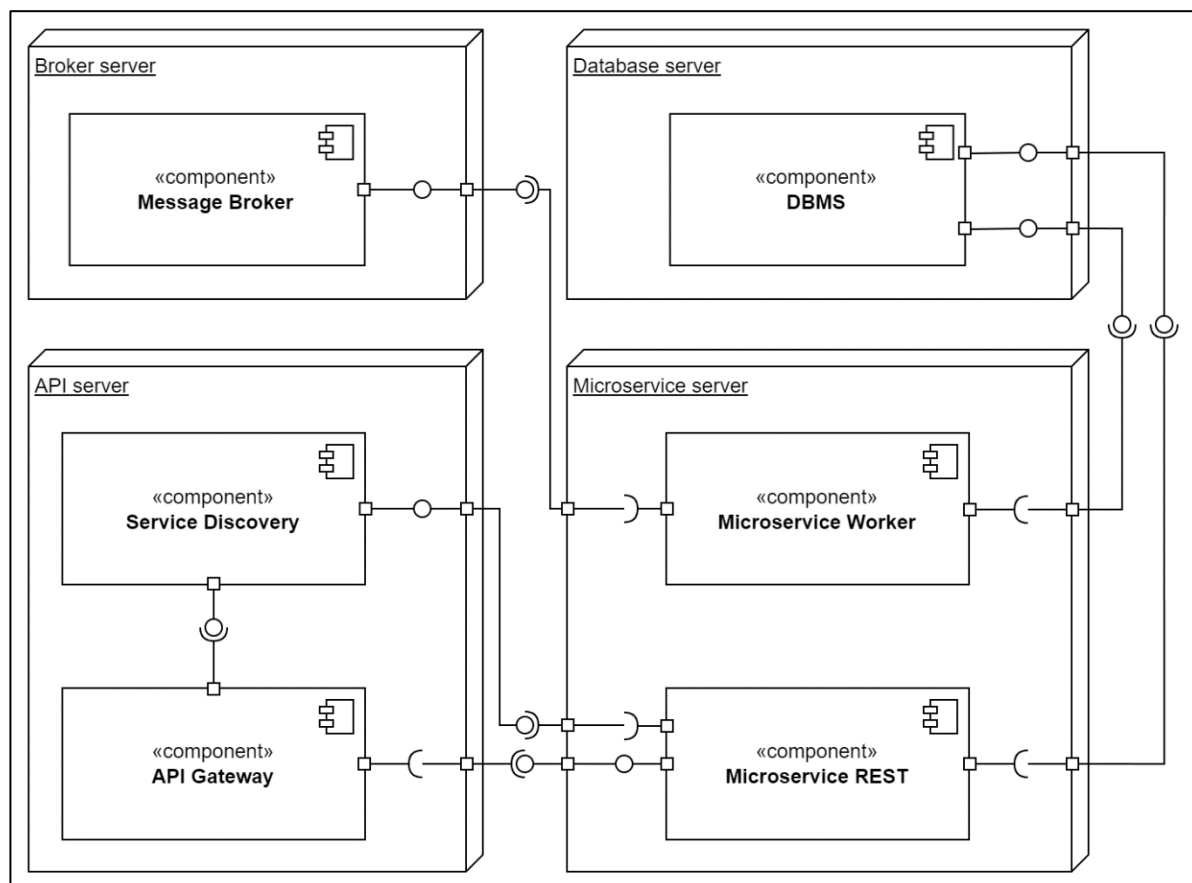 Broker server
«component»
Message Broker
Database server
«component»
DBMS
API server
«component»
Service Discovery
«component»
API Gateway
Microservice server
«component»
Microservice Worker
«component»
Microservice REST